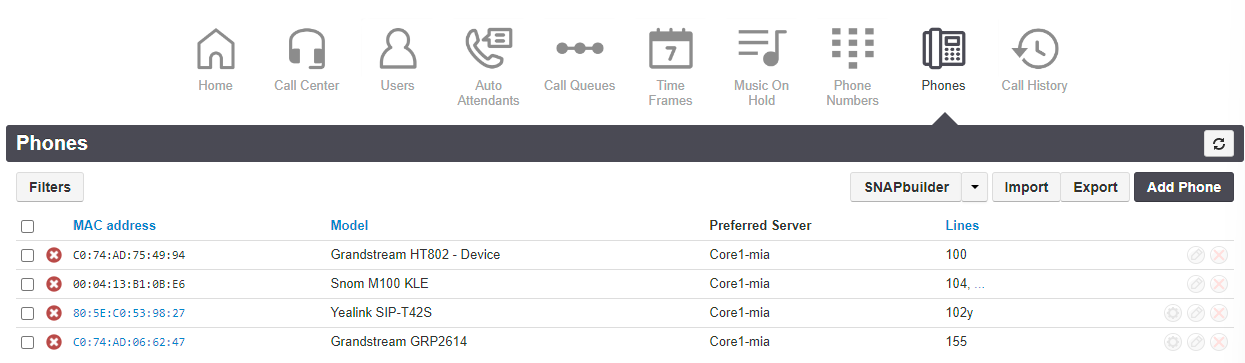 7
Home
Call Center
Users
Auto
Attendants
Call Queues
Time
Frames
Music On
Hold
Phone
Numbers
Phones
Call History
Phones
Filters
SNAPbuilder
Import
Export
Add Phone
MAC address Model Preferred Server Lines
C0:74:AD:75:49:94 Grandstream HT802 - Device Core1-mia 100
00:04:13:B1:0B:E6 Snom M100 KLE Core1-mia 104, ...
80:5E:C0:53:98:27 Yealink SIP-T42S Core1-mia 102y
C0:74:AD:06:62:47 Grandstream GRP2614 Core1-mia 155